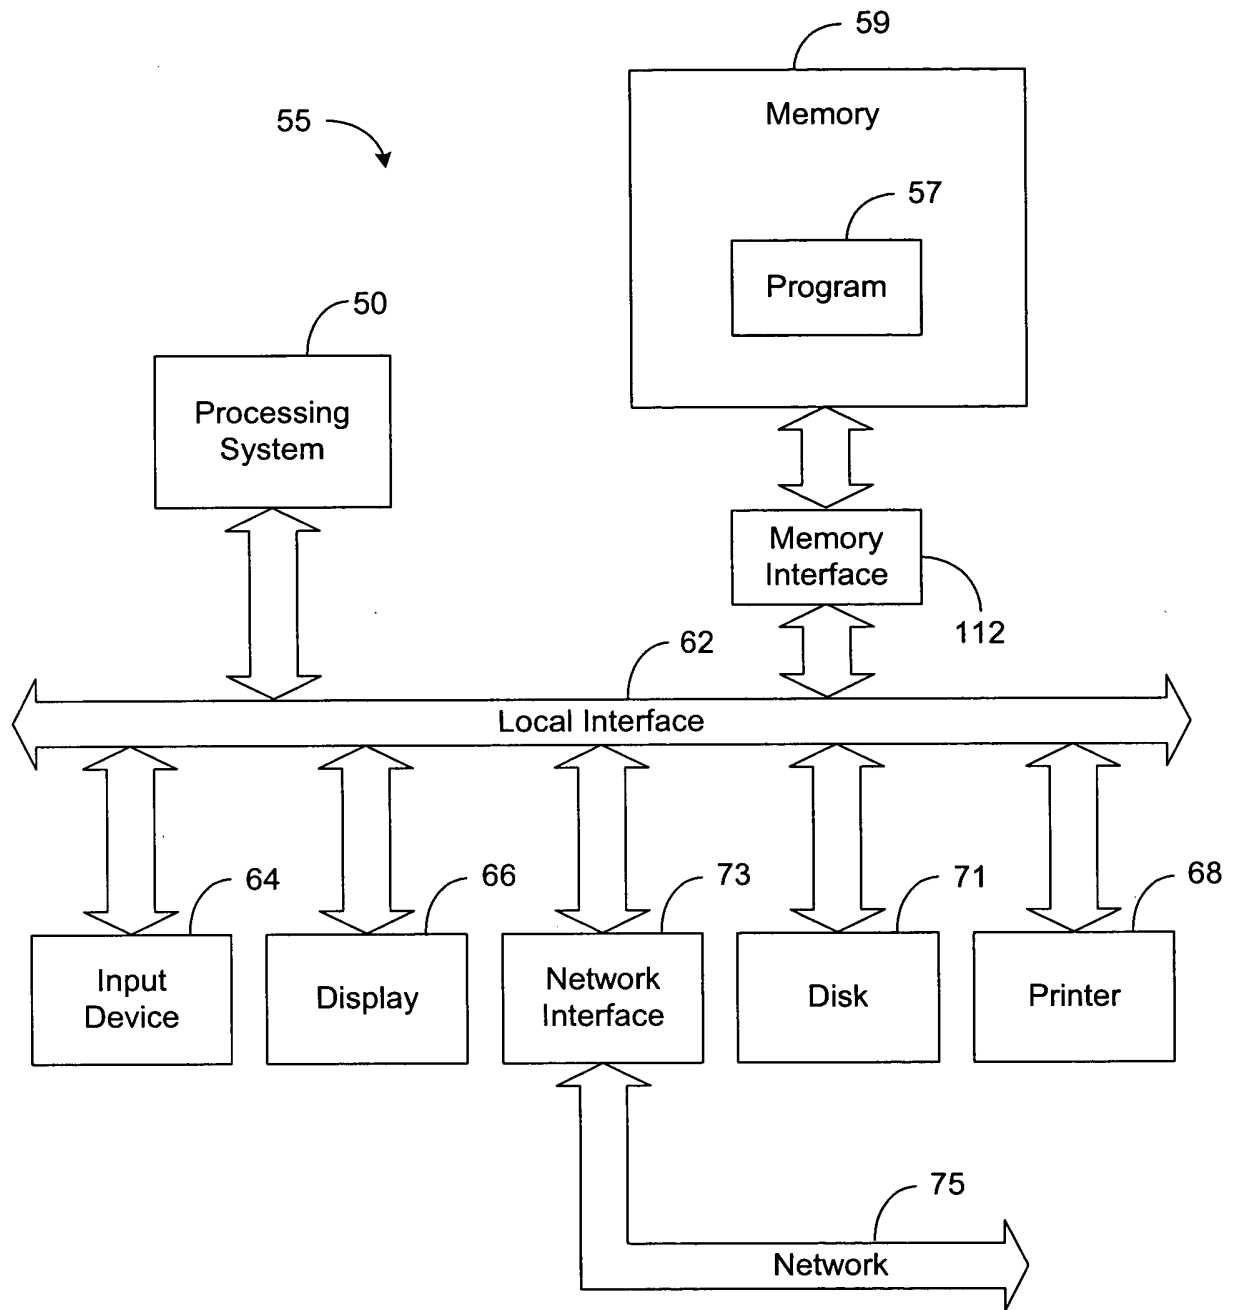 59
Memory
55
57
Program
50
Processing
System
Memory
Interface
112
62
Local Interface
64
66
73
71
68
Input
Device
Display
Network
Interface
Disk
Printer
75
Network